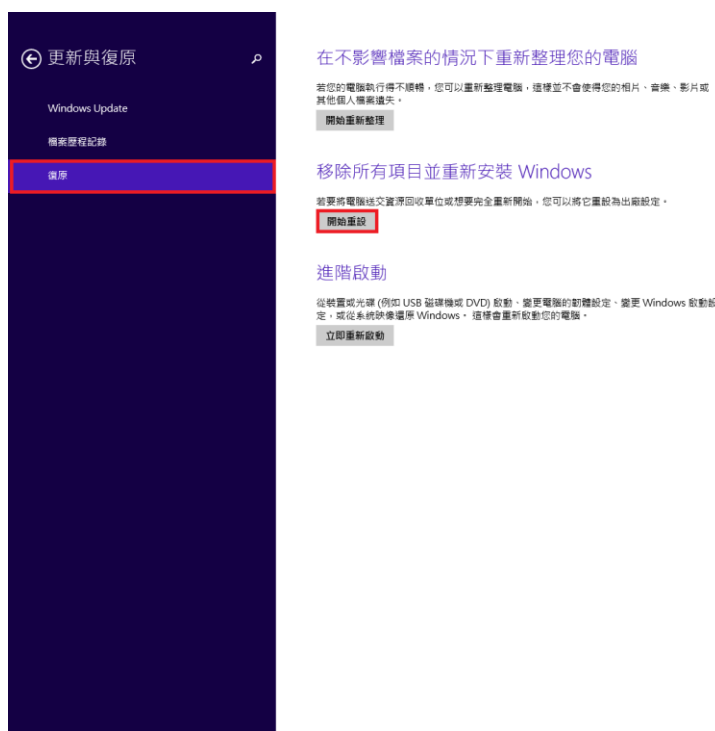 更新與復原
Windows Update
檔案歷程記錄
復原
在不影響檔案的情況下重新整理您的電腦
若您的電腦執行得不順暢，您可以重新整理電腦，這樣並不會使得您的相片、音樂、影片或
其他個人檔案遺失。
開始重新整理
移除所有項目並重新安裝 Windows
若要將電腦送交資源回收單位或想要完全重新開始，您可以將它重設為出廠設定。
開始重設
進階啟動
從裝置或光碟 (例如 USB 磁碟機或 DVD) 啟動、變更電腦的韌體設定、變更 Windows 啟動設
定，或從系統映像還原 Windows。 這樣會重新啟動您的電腦。
立即重新啟動